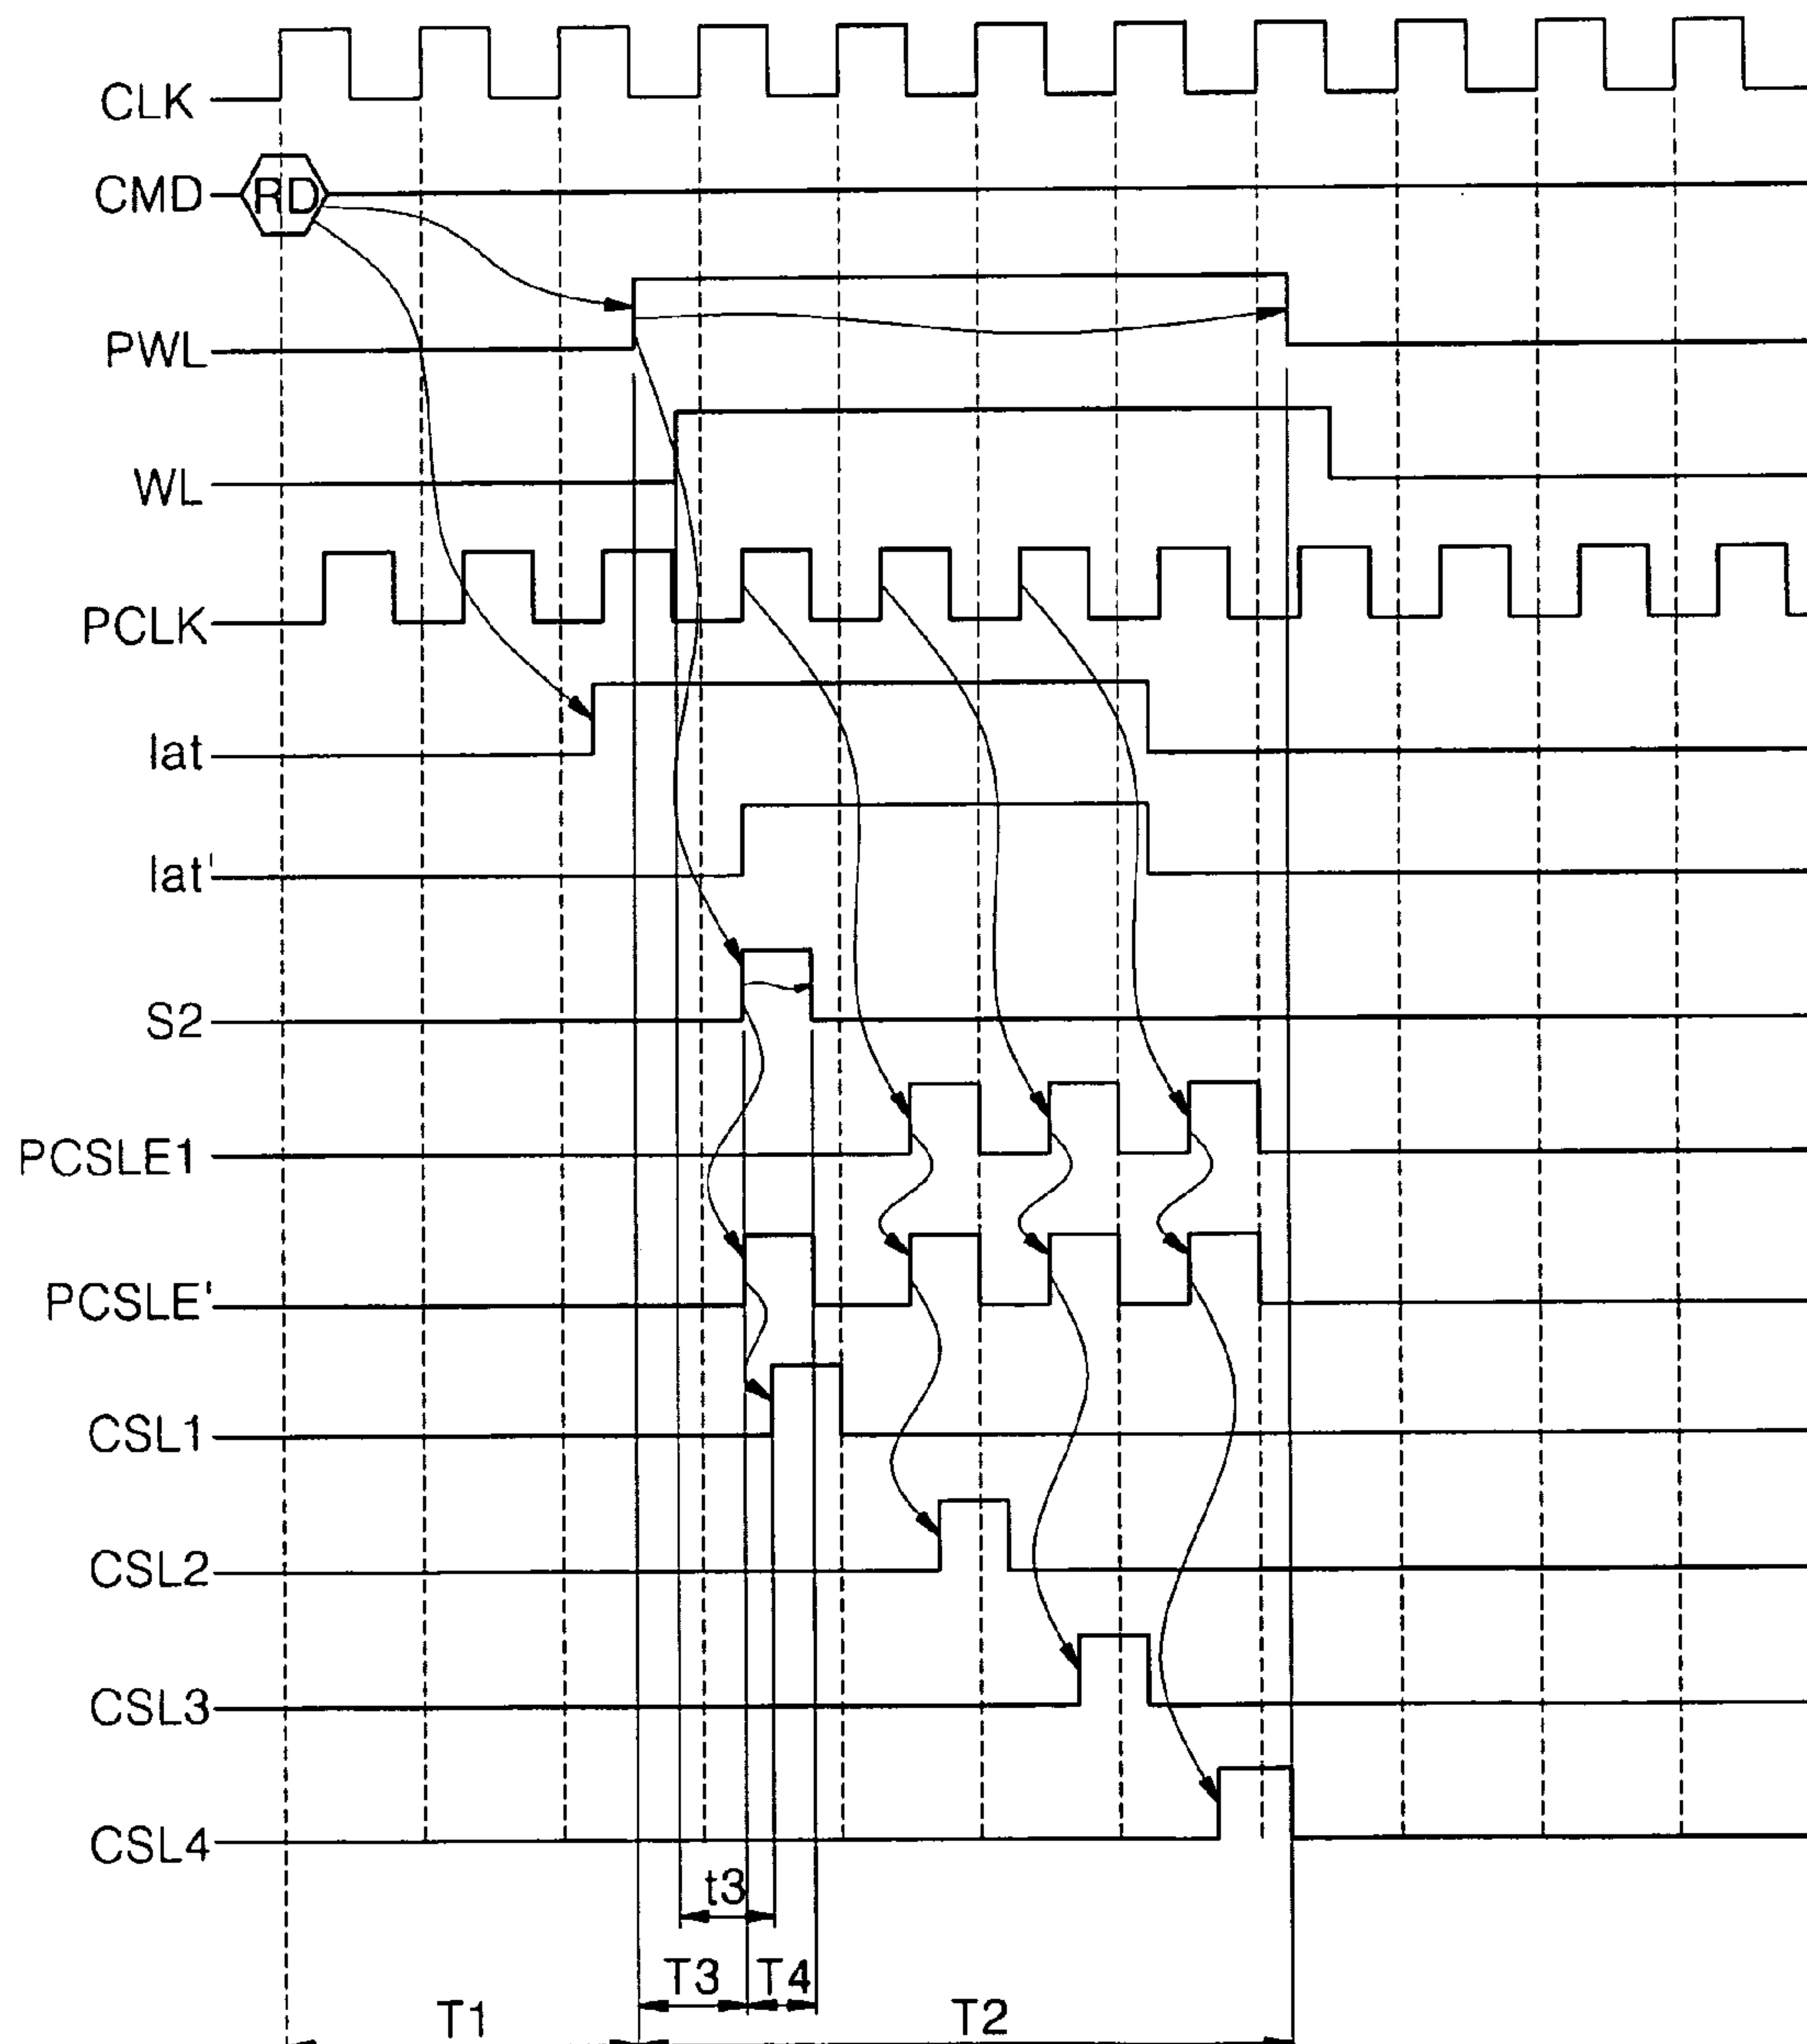 CLK
CMD RD
PWL
WL
PCLK
lat
lat'
S2
PCSLE1
PCSLE'
CSL1
CSL2
CSL3
CSL4
t3
T3 T4
T1 T2